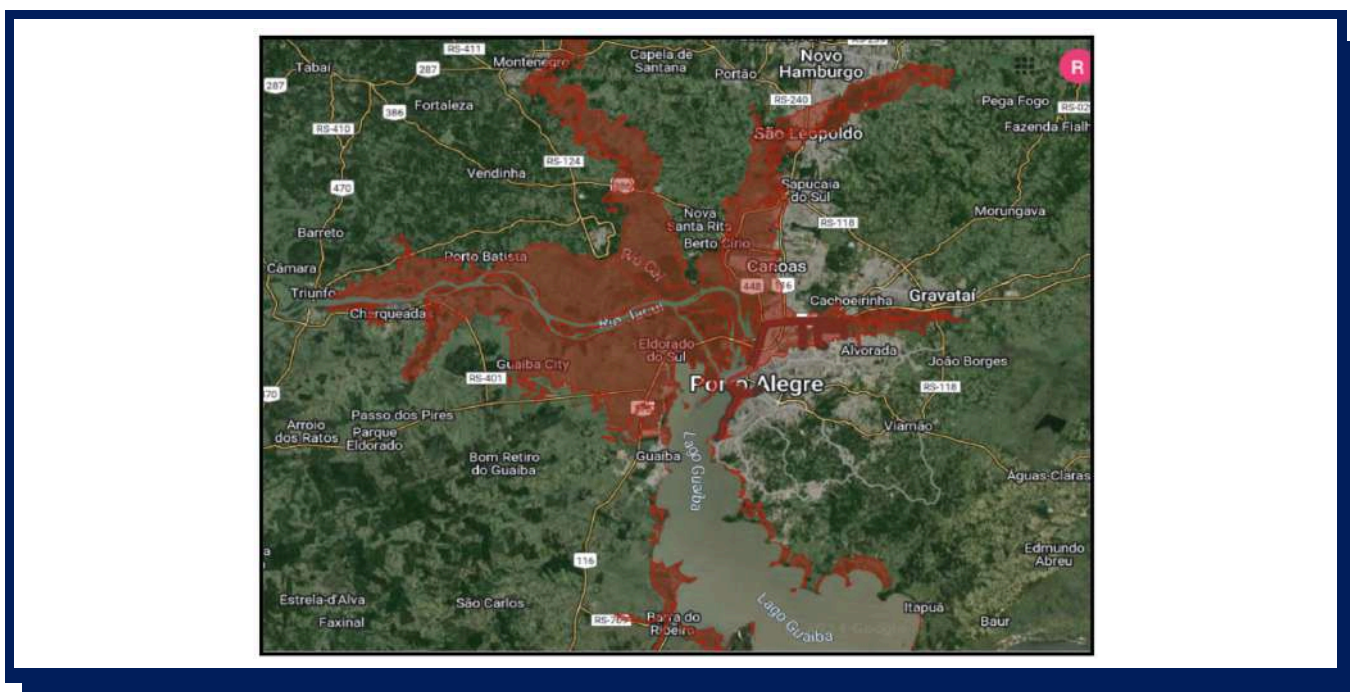 RS-411
Capela de
Santana
Novo
Hamburgo
R
Tabaí
287
Montenegro
Portão
287
386
Fortaleza
RS-240
Pega Fogo
RS-410
São Leopoldo
RS-124
Vendinha
470
386
Sapucaia
do Sul
Nova
Santa Rita
RS-118
Morungava
Barreto
Berto Círio
Porto Batista
Rio Caí
Canoas
Câmara
448
116
Triunfo
Cachoeirinha
Gravataí
Charqueadas
Rio Jacuí
Eldorado
do Sul
Alvorada
João Borges
Guaíba City
RS-401
Porto Alegre
RS-118
Passo dos Pires
Arroio
dos Ratos
Parque
Eldorado
Viamão
Bom Retiro
do Guaíba
Guaíba
Lago Guaíba
Águas Claras
116
Edmundo
Abreu
Estrela-d'Alva
São Carlos
Itapuã
Faxinal
Barra do
Ribeiro
Lago Guaíba
Baur